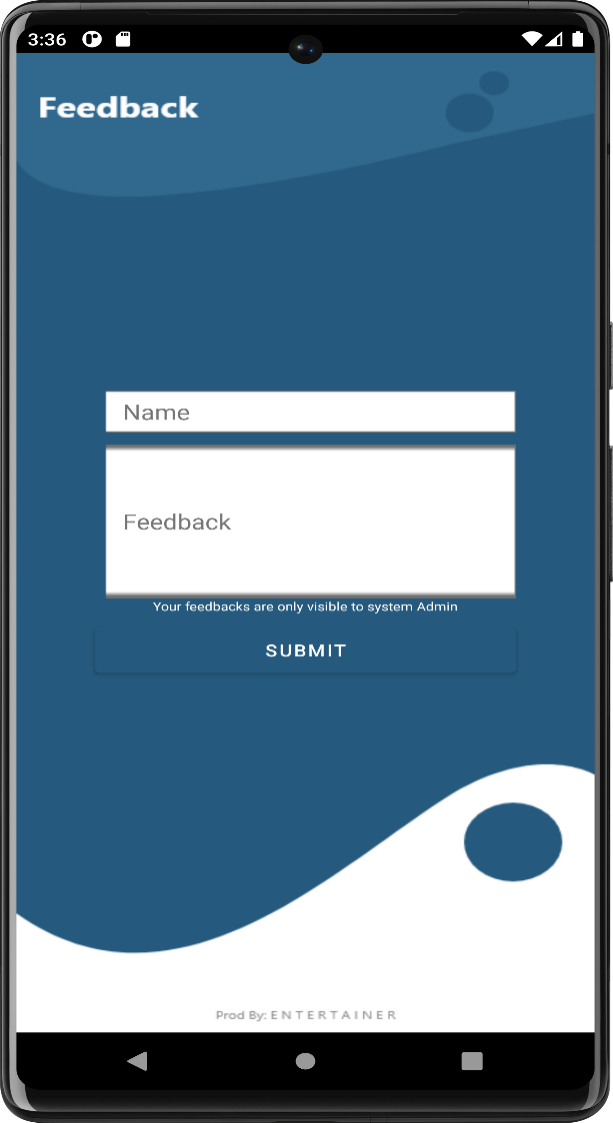 3:36
Feedback
Name
Feedback
Your feedbacks are only visible to system Admin
SUBMIT
Prod By: ENTERTAINER